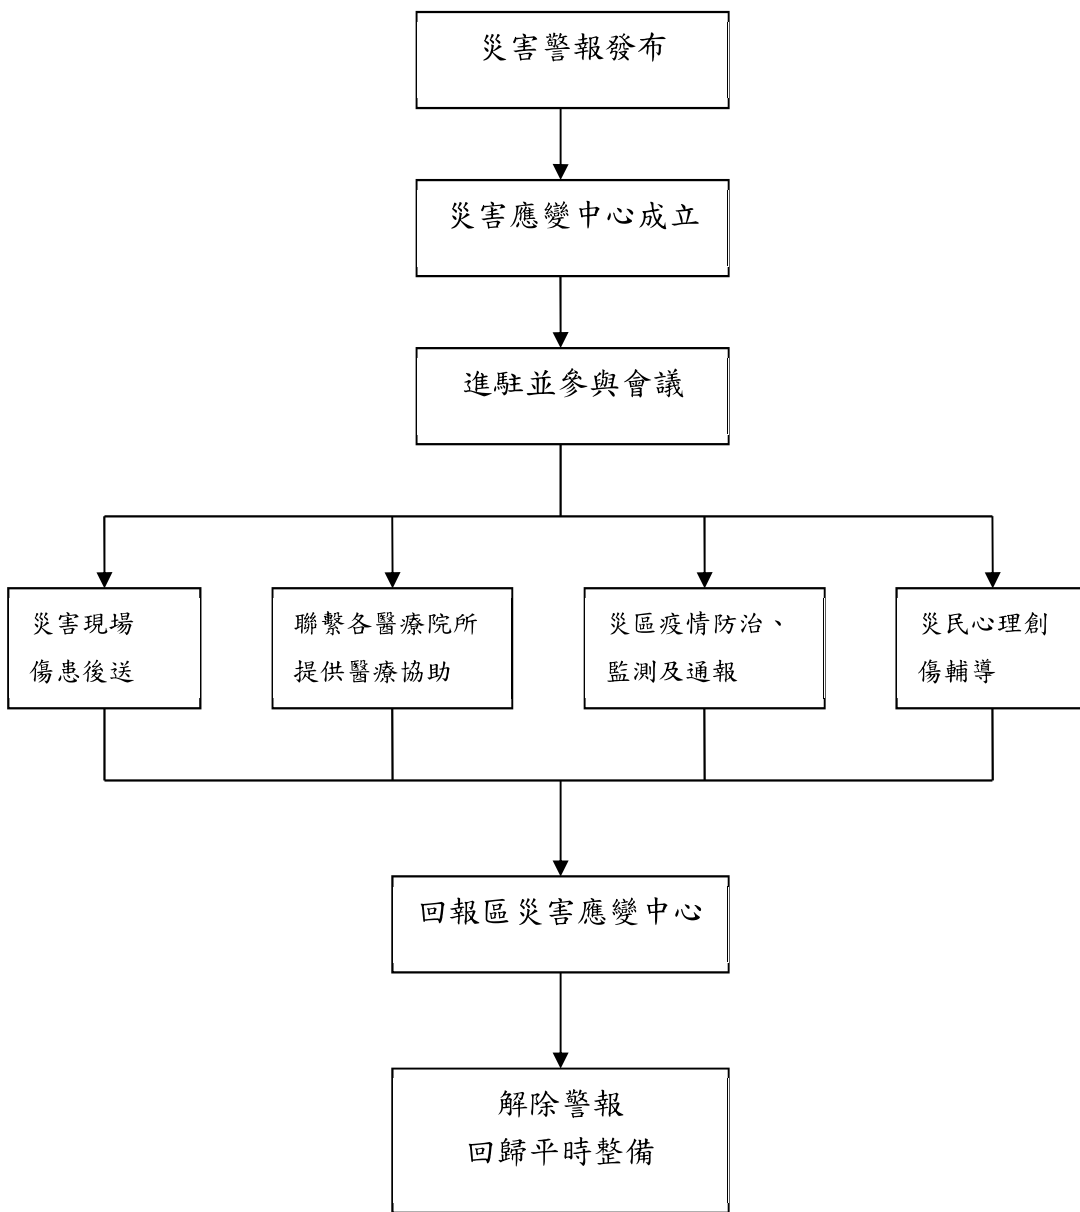 災害警報發布
災害應變中心成立
進駐並參與會議
災害現場
傷患後送
聯繫各醫療院所
提供醫療協助
災區疫情防治、
監測及通報
災民心理創
傷輔導
回報區災害應變中心
解除警報
回歸平時整備